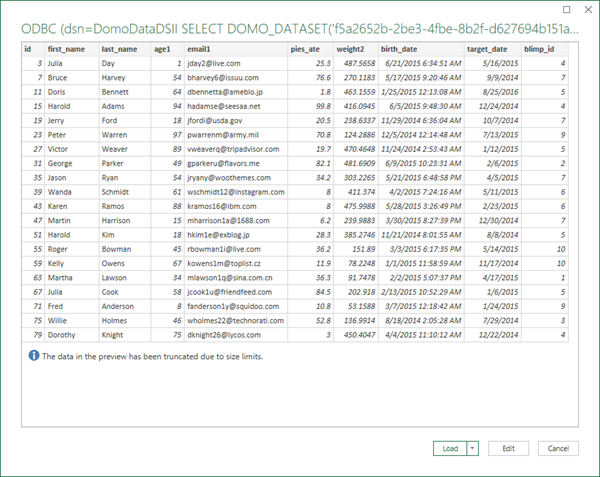 ODBC (dsn=DomoDataDSII SELECT DOMO_DATASET('f5a2652b-2be3-4fbe-8b2f-d627694b151a...
id first_name last_name age1 email1 pies_ate weight2 birth_date target_date blimp_id
3 Julia Day 1 jday2@live.com 25.3 487.5658 6/21/2015 6:34:51 AM 5/16/2015 4
7 Bruce Harvey 54 bharvey6@issuu.com 76.6 270.1183 5/17/2015 9:20:46 AM 9/9/2014 7
11 Doris Bennett 64 dbennetta@ameblo.jp 1.8 463.1559 1/25/2015 12:13:08 AM 8/25/2016 5
15 Harold Adams 94 hadamse@seesaa.net 99.8 416.0945 6/5/2015 9:48:30 AM 12/24/2014 4
19 Jerry Ford 18 jfordi@usda.gov 20.5 238.6337 11/29/2014 6:36:04 AM 10/7/2014 7
23 Peter Warren 97 pwarrenm@army.mil 70.8 124.2886 12/5/2014 12:14:48 AM 7/13/2015 9
27 Victor Weaver 89 vweaverq@tripadvisor.com 19.7 470.4648 11/24/2014 2:53:43 AM 1/12/2015 5
31 George Parker 49 gparkeru@flavors.me 82.1 481.6909 6/9/2015 10:23:31 AM 2/6/2015 2
35 Jason Ryan 54 jryany@woothemes.com 34.2 303.2265 5/21/2015 6:48:58 PM 4/5/2015 7
39 Wanda Schmidt 61 wschmidt12@instagram.com 8 411.374 4/2/2015 7:24:16 AM 5/11/2015 6
43 Karen Ramos 88 kramos16@ibm.com 8 475.9988 5/28/2015 3:26:49 PM 2/23/2015 6
47 Martin Harrison 15 mharrison1a@1688.com 6.2 239.9883 3/30/2015 8:27:39 PM 12/30/2014 7
51 Harold Kim 18 hkim1e@exblog.jp 28.3 385.2746 11/21/2014 8:01:55 AM 8/8/2014 5
55 Roger Bowman 45 rbowman1i@live.com 36.2 151.89 3/3/2015 6:17:35 PM 5/14/2015 10
59 Kelly Owens 67 kowens1m@toplist.cz 11.9 78.2248 1/1/2015 11:58:59 AM 11/17/2014 10
63 Martha Lawson 34 mlawson1q@sina.com.cn 36.3 91.7478 2/2/2015 5:07:37 PM 4/17/2015 1
67 Julia Cook 58 jcook1u@friendfeed.com 84.5 202.918 2/13/2015 10:52:29 AM 1/6/2015 5
71 Fred Anderson 8 fanderson1y@squidoo.com 10.8 53.1588 3/7/2015 12:18:42 AM 1/24/2015 9
75 Willie Holmes 46 wholmes22@technorati.com 52.8 136.9914 8/18/2014 2:05:28 AM 7/29/2014 3
79 Dorothy Knight 75 dknight26@lycos.com 3 450.4047 4/4/2015 11:10:12 AM 12/22/2014 4
The data in the preview has been truncated due to size limits.
Load Edit Cancel